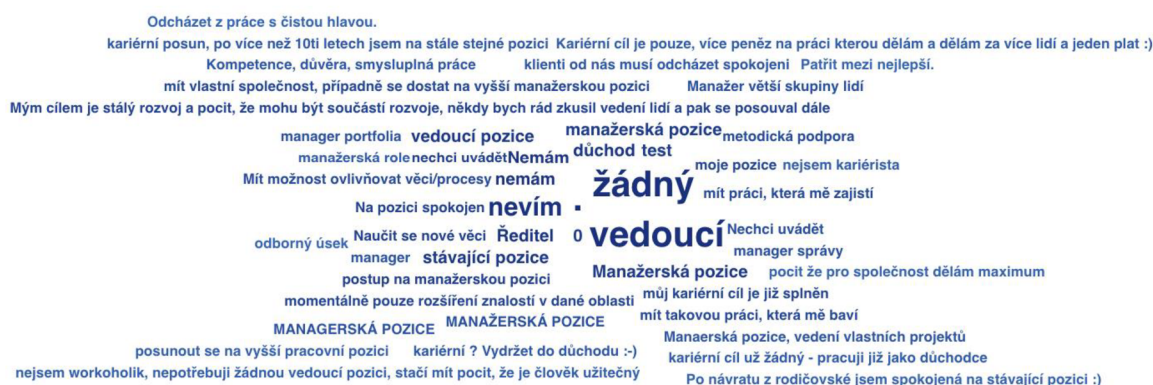 Odcházet z práce s čistou hlavou.
kariérní posun, po více než 10ti letech jsem na stále stejné pozici Kariérní cíl je pouze, více peněz na práci kterou dělám a dělám za více lidí a jeden plat :)
Kompetence, důvěra, smysluplná práce klienti od nás musí odcházet spokojeni Patřit mezi nejlepší.
mít vlastní společnost, případně se dostat na vyšší manažerskou pozici Manažer větší skupiny lidí
Mým cílem je stálý rozvoj a pocit, že mohu být součástí rozvoje, někdy bych rád zkusil vedení lidí a pak se posouval dále
manager portfolia vedoucí pozice manažerská pozice metodická podpora
manažerská role nechci uvádět Nemám důchod test
moje pozice nejsem kariérista
Mít možnost ovlivňovat věci/procesy nemám žádný mít práci, která mě zajistí
Na pozici spokojen nevím .
odborný úsek Naučit se nové věci Ředitel 0 vedoucí Nechci uvádět
manager stávající pozice manager správy
postup na manažerskou pozici Manažerská pozice pocit že pro společnost dělám maximum
momentálně pouze rozšíření znalostí v dané oblasti můj kariérní cíl je již splněn
MANAGERSKÁ POZICE MANAŽERSKÁ POZICE mít takovou práci, která mě baví
Manaerská pozice, vedení vlastních projektů
posunout se na vyšší pracovní pozici kariérní ? Vydržet do důchodu :-) kariérní cíl už žádný - pracuji již jako důchodce
nejsem workoholik, nepotřebuji žádnou vedoucí pozici, stačí mít pocit, že je člověk užitečný Po návratu z rodičovské jsem spokojená na stávající pozici :)